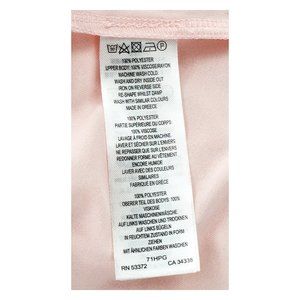 100% POLYESTER
UPPER BODY: 100% VISCOSE/RAYON
MACHINE WASH COLD
WASH AND DRY INSIDE OUT
IRON ON REVERSE SIDE
RE-SHAPE WHILST DAMP
WASH WITH SIMILAR COLOURS
MADE IN GREECE
100% POLYESTER
PARTIE SUPERIEURE DU CORPS:
100% VISCOSE
LAVAGE A FROID EN MACHINE
LAVER ET SÉCHER SUR L'ENVERS
NE REPASSER QUE SUR L'ENVERS
REDONNER FORME AU VÊTEMENT
ENCORE HUMIDE
LAVER AVEC DES COULEURS
SIMILAIRES
FABRIQUÉ EN GRÈCE
100% POLYESTER
OBERER TEIL DES BODYS: 100%
VISKOSE
KALTE MASCHINENWÄSCHE
AUF LINKS WASCHEN UND TROCKNEN
AUF LINKS BÜGELN
IN FEUCHTEM ZUSTAND IN FORM
ZIEHEN
MIT ÄHNLICHEN FARBEN WASCHEN
71HPG
RN 53372 CA 34335